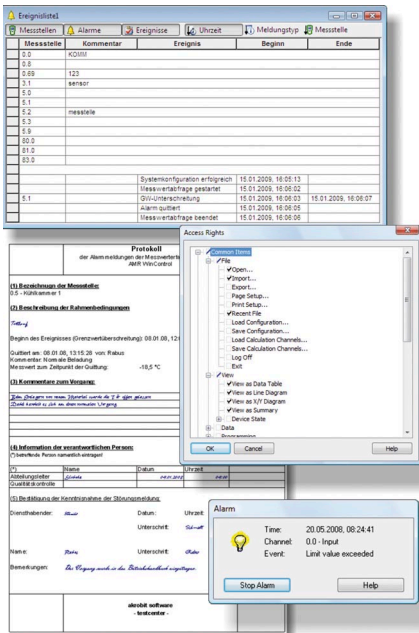 Ereignisliste1
Messstellen Alarme Ereignisse Uhrzeit Meldungstyp Messstelle
Messstelle Kommentar Ereignis Beginn Ende
0.0 KOMM
0.8
0.69 123
3.1 sensor
5.0
5.1
5.2 messstelle
5.3
5.9
80.0
81.0
83.0
Systemkonfiguration erfolgreich 15.01.2009, 16:05:13
Messwertabfrage gestartet 15.01.2009, 16:06:02
5.1 GW-Unterschreitung 15.01.2009, 16:06:03 15.01.2009, 16:06:07
Alarm quittiert 15.01.2009, 16:06:05
Messwertabfrage beendet 15.01.2009, 16:06:06
Protokoll
der Alarmmeldungen der Messwerterfa
AMR WinControl
(1) Bezeichnugn der Messstelle:
0.5 - Kühlkammer 1
(2) Beschreibung der Rahmenbedingungen
Beginn des Ereignisses (Grenzwertüberschreitung): 08.01.08, 12:
Quittiert am: 08.01.08, 13:15:28 von: Rabus
Kommentar: Normale Beladung
Messwert zum Zeitpunkt der Quittung: -18,5 °C
(3) Kommentare zum Vorgang:
(4) Information der verantwortlichen Person:
(*) betreffende Person namentlich eintragen!
(*) Name Datum Uhrzeit
Abteilungsleiter
Qualitätskontrolle
(5) Bestätigung der Kenntnisnahme der Störungsmeldung:
Diensthabender: Datum: Uhrzeit:
Unterschrift:
Name: Unterschrift:
Bemerkungen:
akrobit software
- testcenter -
Access Rights
Common Items
File
Open...
Import...
Export...
Page Setup...
Print Setup...
Recent File
Load Configuration...
Save Configuration...
Load Calculation Channels...
Save Calculation Channels...
Log Off
Exit
View
View as Data Table
View as Line Diagram
View as X/Y Diagram
View as Summary
Device State
Data
Programming
OK Cancel Help
Alarm
Time: 20.05.2008, 08:24:41
Channel: 0.0 - Input
Event: Limit value exceeded
Stop Alarm Help